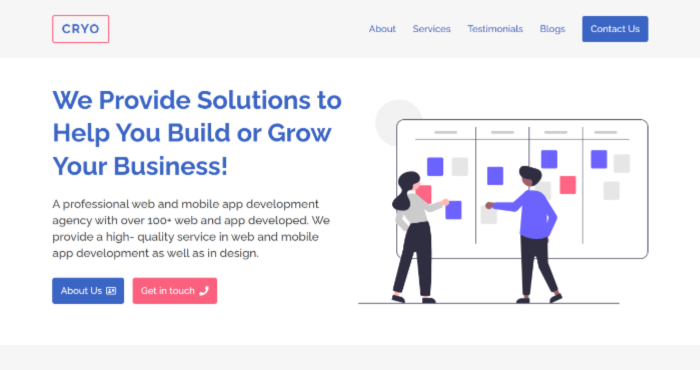 CRYO
About
Services
Testimonials
Blogs
Contact Us
We Provide Solutions to
Help You Build or Grow
Your Business!
A professional web and mobile app development
agency with over 100+ web and app developed. We
provide a high- quality service in web and mobile
app development as well as in design.
About Us
Get in touch